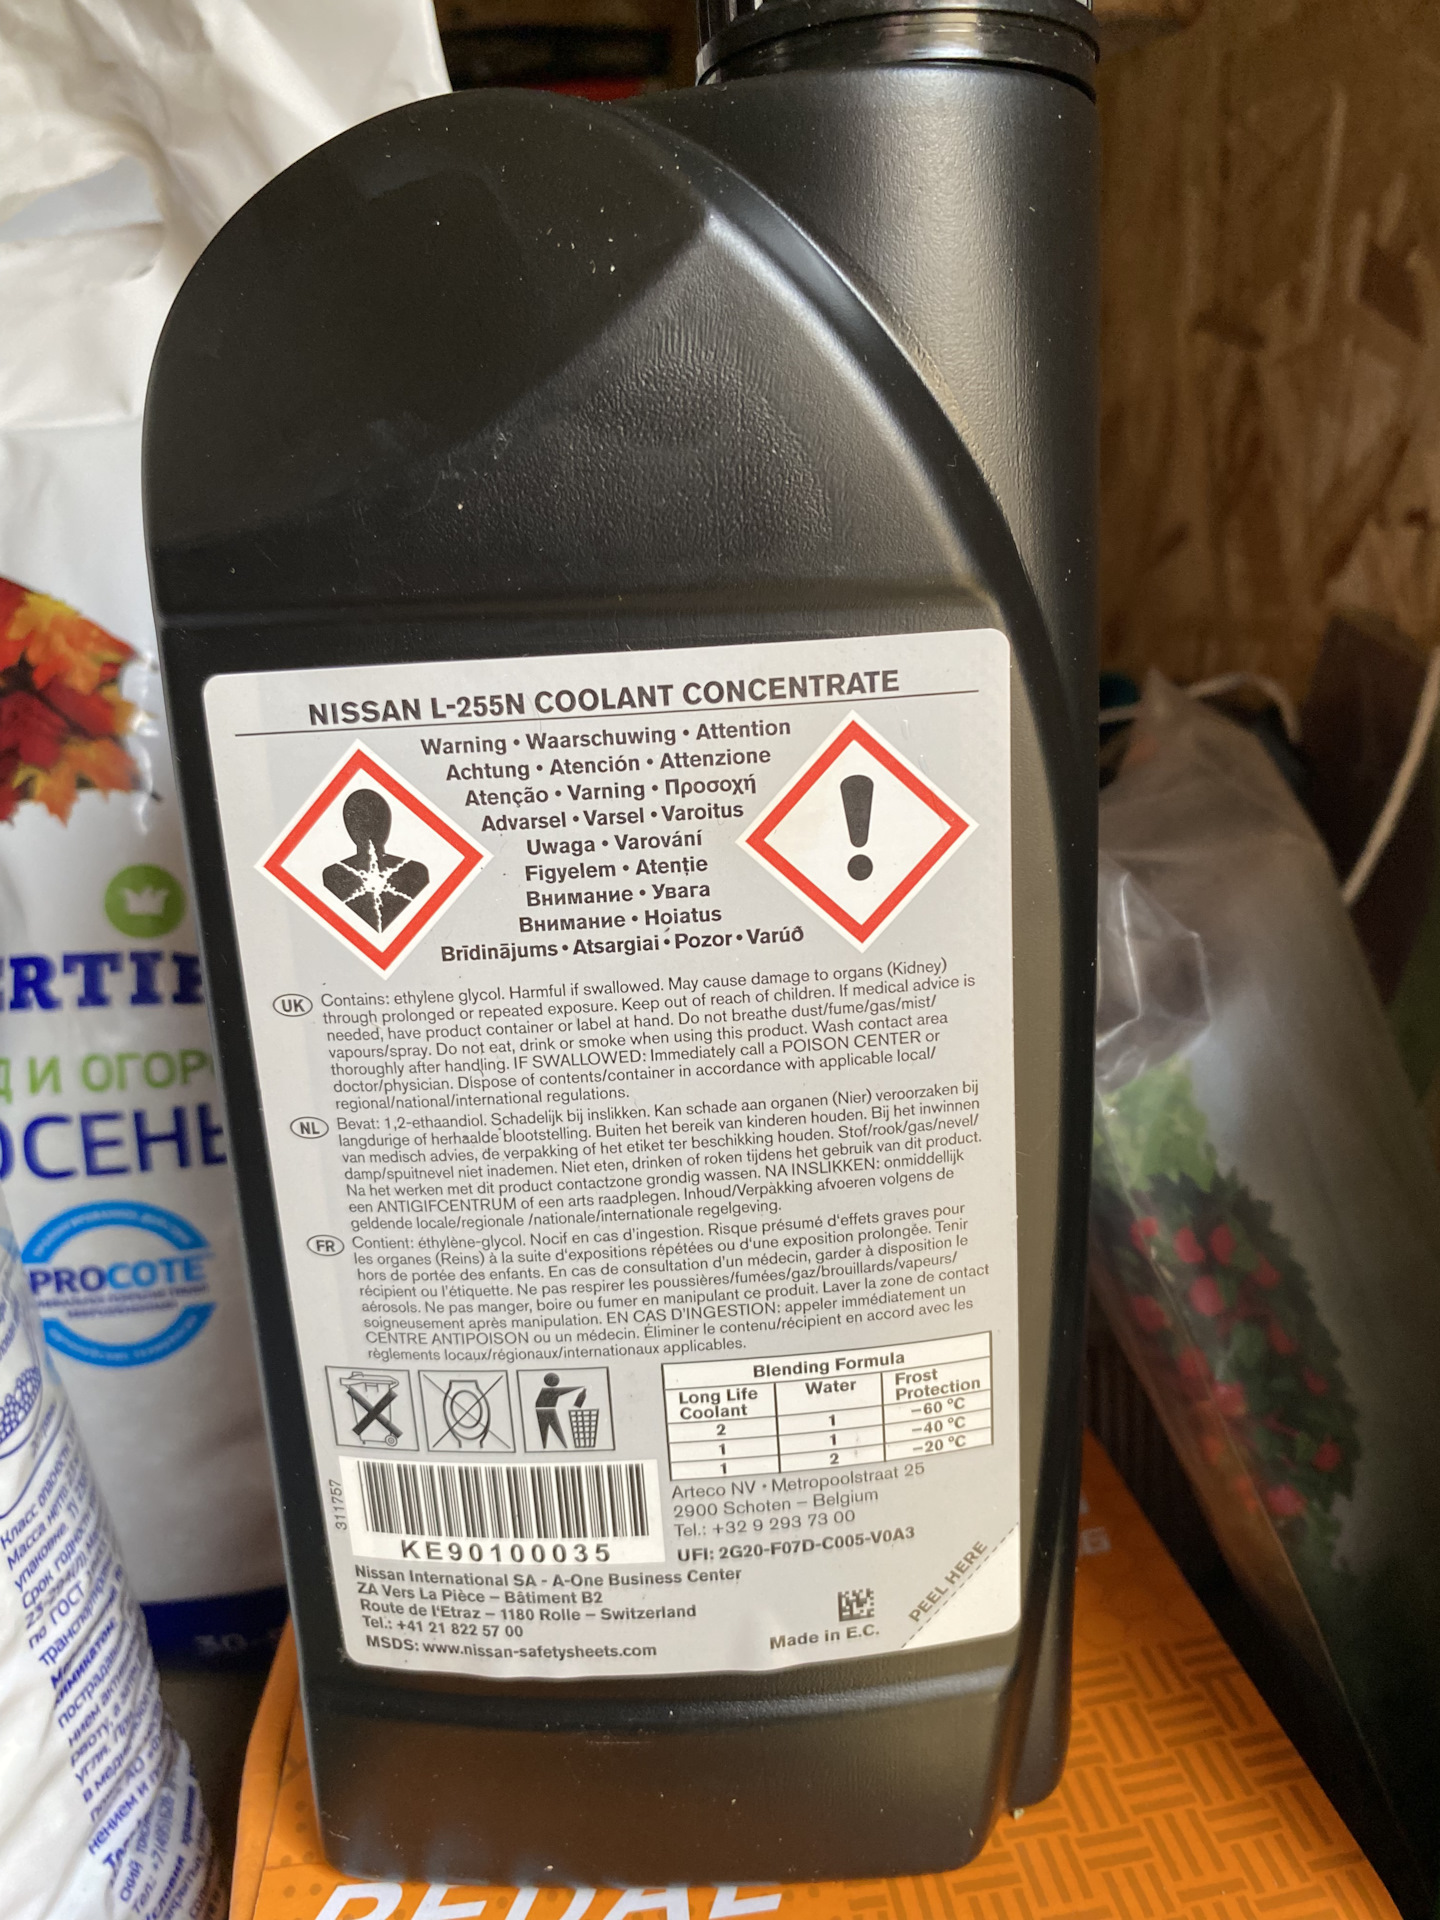 NISSAN L-255N COOLANT CONCENTRATE
Warning • Waarschuwing • Attention
Achtung • Atención • Attenzione
Atenção • Varning • Προσοχή
Advarsel • Varsel • Varoitus
Uwaga • Varování
Figyelem • Atenție
Внимание • Увага
Внимание • Hoiatus
Brīdinājums • Atsargiai • Pozor • Varúð
UK Contains: ethylene glycol. Harmful if swallowed. May cause damage to organs (Kidney)
through prolonged or repeated exposure. Keep out of reach of children. If medical advice is
needed, have product container or label at hand. Do not breathe dust/fume/gas/mist/
vapours/spray. Do not eat, drink or smoke when using this product. Wash contact area
thoroughly after handling. IF SWALLOWED: Immediately call a POISON CENTER or
doctor/physician. Dispose of contents/container in accordance with applicable local/
regional/national/international regulations.
NL Bevat: 1,2-ethaandiol. Schadelijk bij inslikken. Kan schade aan organen (Nier) veroorzaken bij
langdurige of herhaalde blootstelling. Buiten het bereik van kinderen houden. Bij het inwinnen
van medisch advies, de verpakking of het etiket ter beschikking houden. Stof/rook/gas/nevel/
damp/spuitnevel niet inademen. Niet eten, drinken of roken tijdens het gebruik van dit product.
Na het werken met dit product contactzone grondig wassen. NA INSLIKKEN: onmiddellijk
een ANTIGIFCENTRUM of een arts raadplegen. Inhoud/Verpakking afvoeren volgens de
geldende locale/regionale /nationale/internationale regelgeving.
FR Contient: éthylène-glycol. Nocif en cas d'ingestion. Risque présumé d'effets graves pour
les organes (Reins) à la suite d'expositions répétées ou d'une exposition prolongée. Tenir
hors de portée des enfants. En cas de consultation d'un médecin, garder à disposition le
récipient ou l'étiquette. Ne pas respirer les poussières/fumées/gaz/brouillards/vapeurs/
aérosols. Ne pas manger, boire ou fumer en manipulant ce produit. Laver la zone de contact
soigneusement après manipulation. EN CAS D'INGESTION: appeler immédiatement un
CENTRE ANTIPOISON ou un médecin. Éliminer le contenu/récipient en accord avec les
règlements locaux/régionaux/internationaux applicables.
Blending Formula
Long Life Coolant Water Frost Protection
2 1 –60 °C
1 1 –40 °C
1 2 –20 °C
311757
KE90100035
Arteco NV • Metropoolstraat 25
2900 Schoten – Belgium
Tel.: +32 9 293 73 00
UFI: 2G20-F07D-C005-V0A3
Nissan International SA - A-One Business Center
ZA Vers La Pièce – Bâtiment B2
Route de l'Etraz – 1180 Rolle – Switzerland
Tel.: +41 21 822 57 00
MSDS: www.nissan-safetysheets.com
Made in E.C.
PEEL HERE
ERTI
Д И ОГОР
ОСЕНЬ
PROCOTE